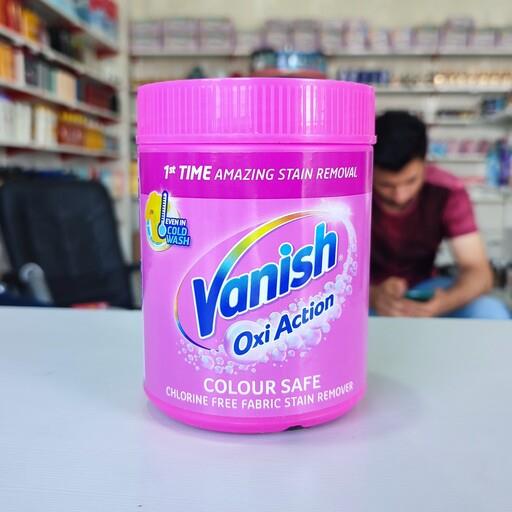 1st TIME AMAZING STAIN REMOVAL
EVEN IN
COLD
WASH
Vanish
Oxi Action
COLOUR SAFE
CHLORINE FREE FABRIC STAIN REMOVER